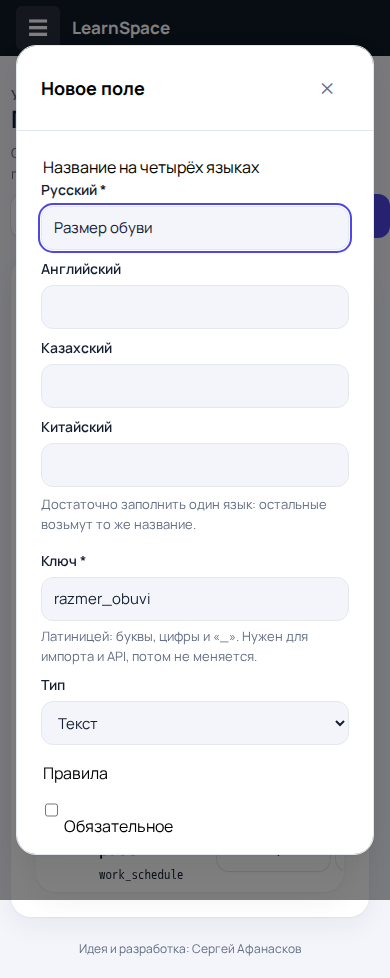 LearnSpace
Новое поле
Название на четырёх языках
Русский *
Размер обуви
Английский
Казахский
Китайский
Достаточно заполнить один язык: остальные
возьмут то же название.
Ключ *
razmer_obuvi
Латиницей: буквы, цифры и «_». Нужен для
импорта и API, потом не меняется.
Тип
Текст
Правила
Обязательное
work_schedule
Идея и разработка: Сергей Афанасков